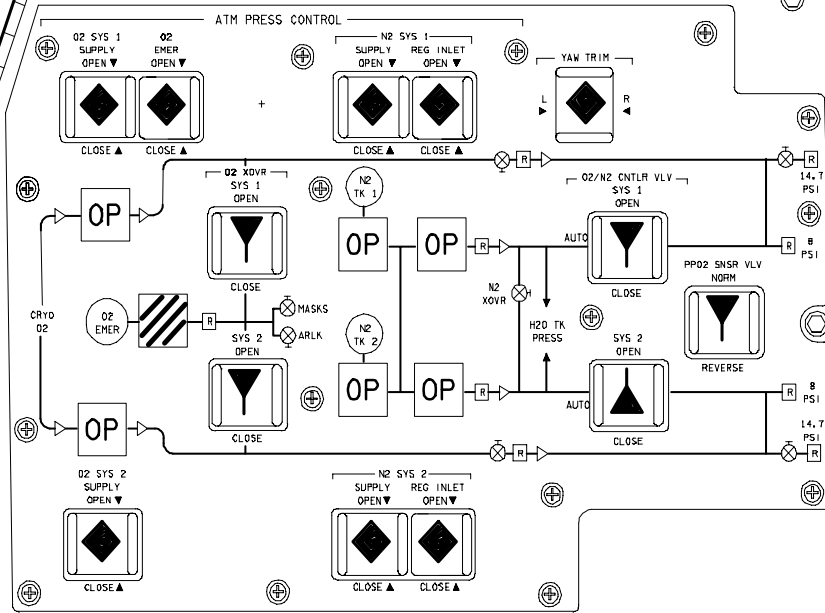 ATM PRESS CONTROL
O2 SYS 1
SUPPLY
OPEN ▼
O2
EMER
OPEN ▼
N2 SYS 1
SUPPLY
OPEN ▼
REG INLET
OPEN ▼
YAW TRIM
L
R
CLOSE ▲
CLOSE ▲
CLOSE ▲
CLOSE ▲
R
R
14.7
PSI
O2 XOVR
SYS 1
OPEN
N2
TK 1
O2/N2 CNTLR VLV
SYS 1
OPEN
OP
OP
OP
R
AUTO
R
8
PSI
CLOSE
CLOSE
PPO2 SNSR VLV
NORM
N2
XOVR
CRYO
O2
O2
EMER
R
MASKS
ARLK
H2O TK
PRESS
N2
TK 2
SYS 2
OPEN
SYS 2
OPEN
REVERSE
OP
OP
OP
R
AUTO
R
8
PSI
CLOSE
CLOSE
14.7
PSI
R
R
O2 SYS 2
SUPPLY
OPEN ▼
N2 SYS 2
SUPPLY
OPEN ▼
REG INLET
OPEN ▼
CLOSE ▲
CLOSE ▲
CLOSE ▲